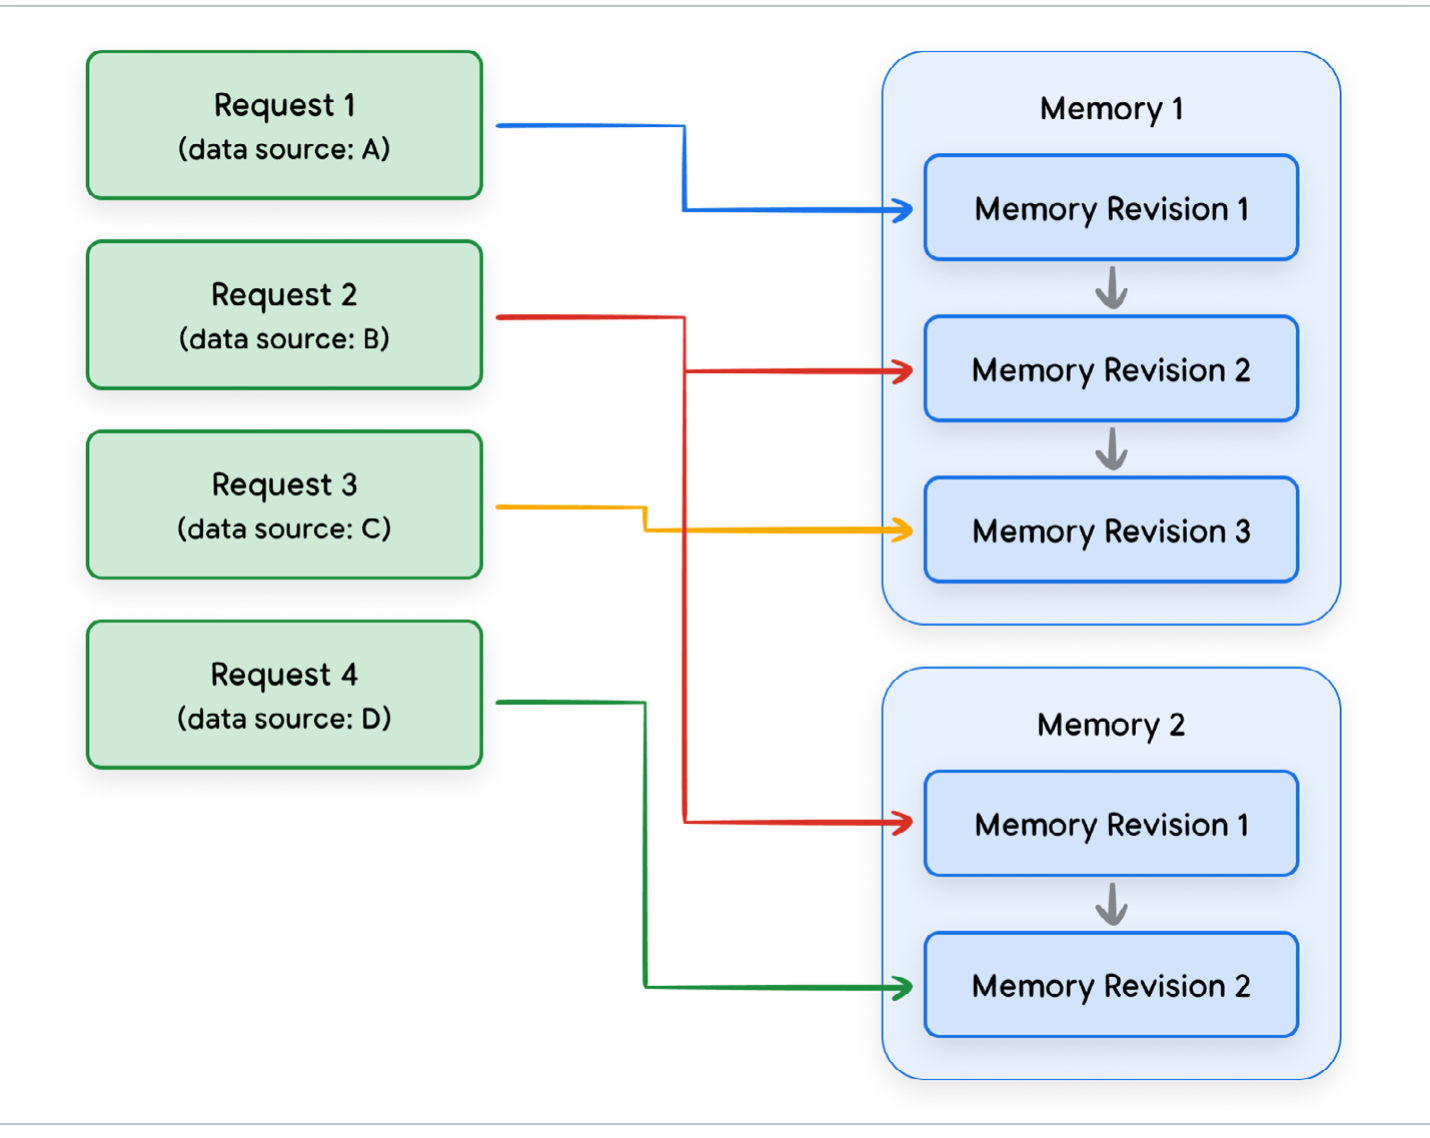 Request 1
(data source: A)
Request 2
(data source: B)
Request 3
(data source: C)
Request 4
(data source: D)
Memory 1
Memory Revision 1
Memory Revision 2
Memory Revision 3
Memory 2
Memory Revision 1
Memory Revision 2